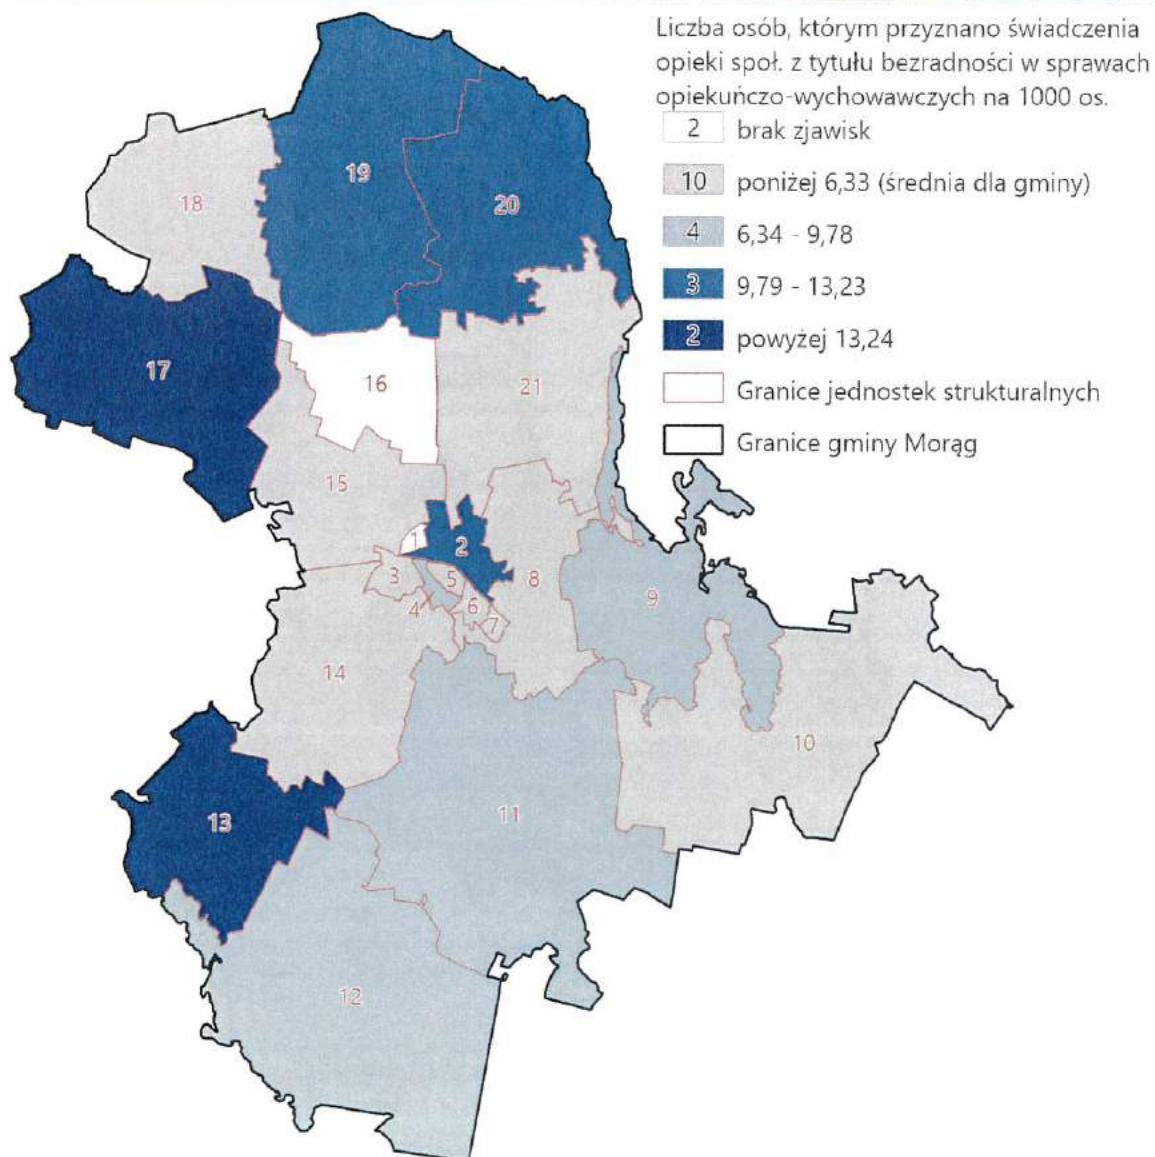 Liczba osób, którym przyznano świadczenia
opieki społ. z tytułu bezradności w sprawach
opiekuńczo-wychowawczych na 1000 os.
2 brak zjawisk
10 poniżej 6,33 (średnia dla gminy)
4 6,34 - 9,78
3 9,79 - 13,23
2 powyżej 13,24
Granice jednostek strukturalnych
Granice gminy Morąg
19
18
20
17
16
21
15
1
2
3
5
8
4
6
9
7
14
10
11
13
12